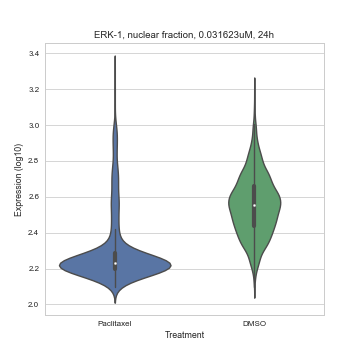 ERK-1, nuclear fraction, 0.031623uM, 24h
3.4
3.2
3.0
2.8
2.6
2.4
2.2
2.0
Expression (log10)
Paclitaxel
DMSO
Treatment